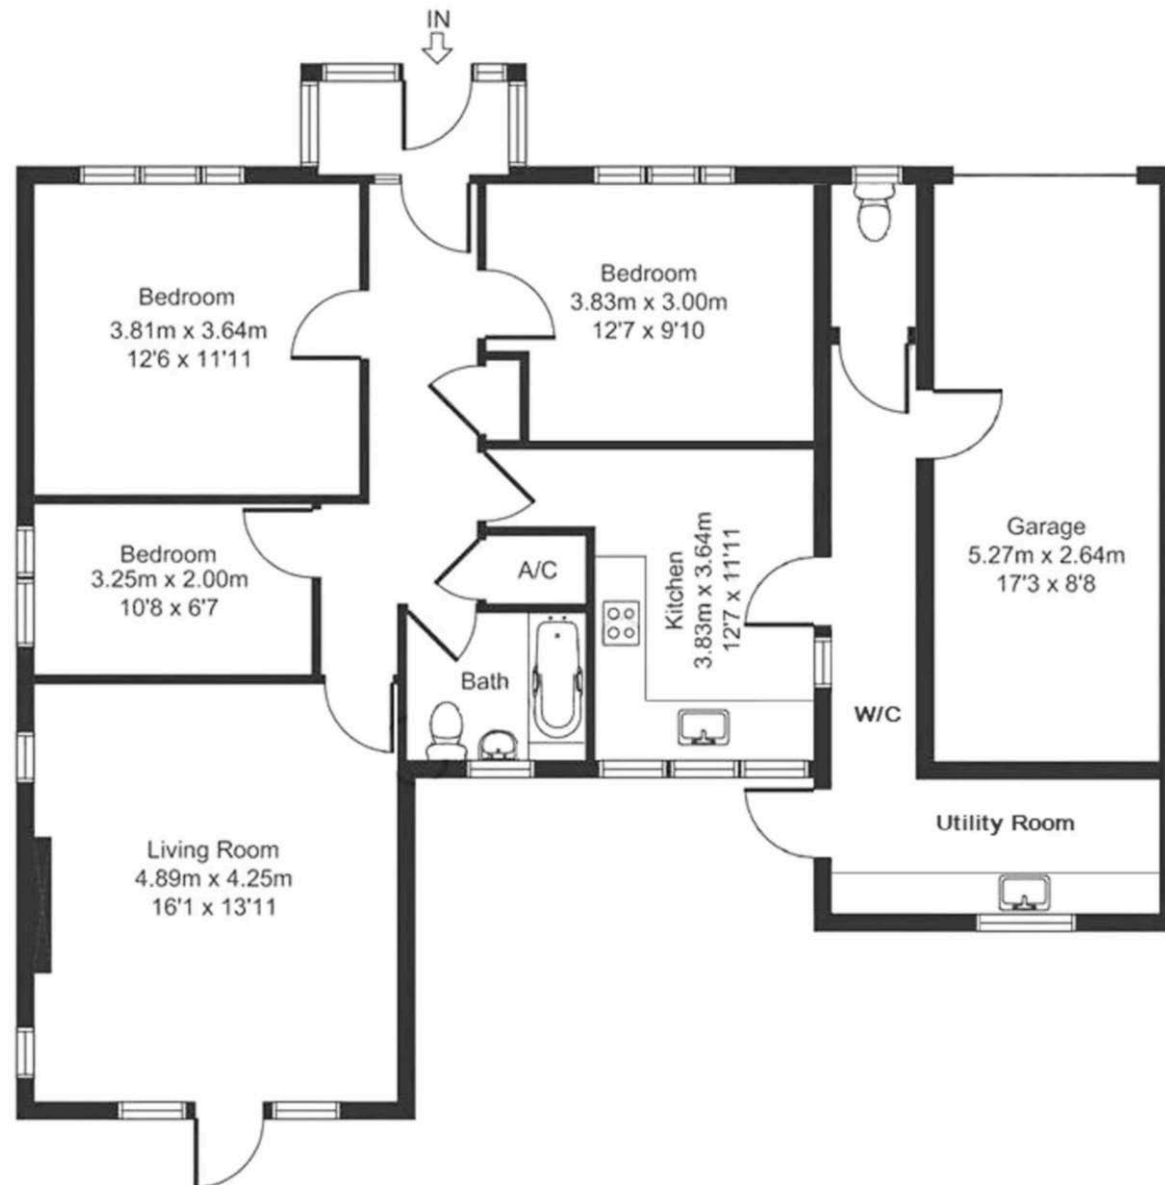 IN
Bedroom
3.81m x 3.64m
12'6 x 11'11
Bedroom
3.83m x 3.00m
12'7 x 9'10
Bedroom
3.25m x 2.00m
10'8 x 6'7
A/C
Kitchen
3.83m x 3.64m
12'7 x 11'11
Garage
5.27m x 2.64m
17'3 x 8'8
Bath
W/C
Utility Room
Living Room
4.89m x 4.25m
16'1 x 13'11